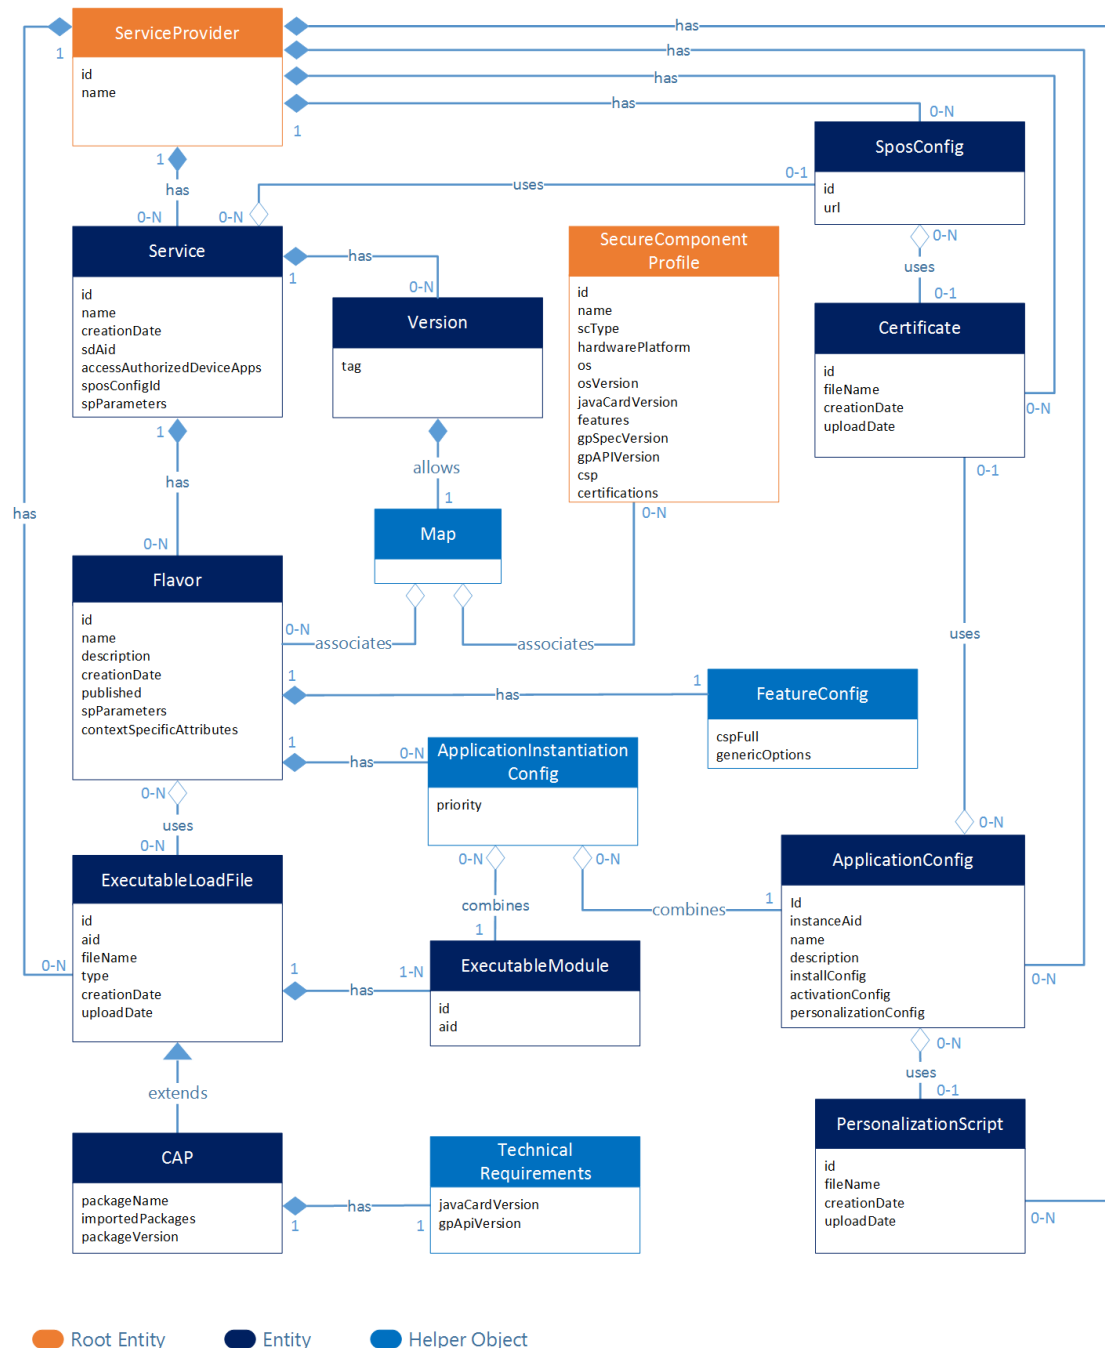 ServiceProvider
id
name
1
has
has
has
has
1
1
has
0-N
0-N
uses
0-1
0-N
SposConfig
id
url
0-N
uses
0-1
Service
id
name
creationDate
sdAid
accessAuthorizedDeviceApps
sposConfigId
spParameters
has
1
0-N
Version
tag
allows
1
Map
SecureComponent
Profile
id
name
scType
hardwarePlatform
os
osVersion
javaCardVersion
features
gpSpecVersion
gpAPIVersion
csp
certifications
0-N
Certificate
id
fileName
creationDate
uploadDate
0-N
0-1
1
has
0-N
has
Flavor
id
name
description
creationDate
published
spParameters
contextSpecificAttributes
0-N
associates
associates
1
has
1
FeatureConfig
cspFull
genericOptions
uses
1
has
0-N
ApplicationInstantiation
Config
priority
0-N
uses
0-N
0-N
0-N
combines
1
combines
1
0-N
ApplicationConfig
Id
instanceAid
name
description
installConfig
activationConfig
personalizationConfig
0-N
ExecutableLoadFile
id
aid
fileName
type
creationDate
uploadDate
0-N
1
has
1-N
ExecutableModule
id
aid
0-N
uses
0-1
extends
PersonalizationScript
id
fileName
creationDate
uploadDate
0-N
CAP
packageName
importedPackages
packageVersion
has
1
1
Technical
Requirements
javaCardVersion
gpApiVersion
Root Entity
Entity
Helper Object